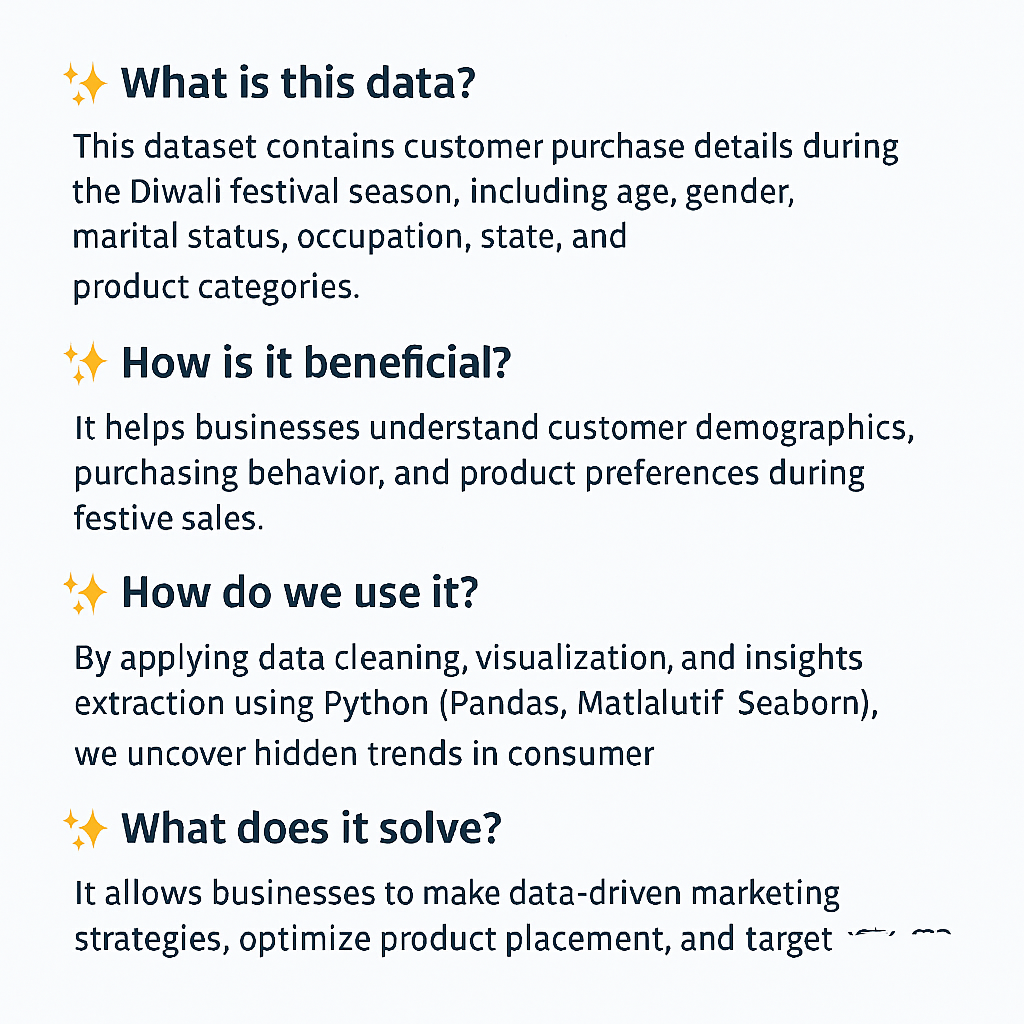 ✨ What is this data?
This dataset contains customer purchase details during
the Diwali festival season, including age, gender,
marital status, occupation, state, and
product categories.
✨ How is it beneficial?
It helps businesses understand customer demographics,
purchasing behavior, and product preferences during
festive sales.
✨ How do we use it?
By applying data cleaning, visualization, and insights
extraction using Python (Pandas, Matlalutif Seaborn),
we uncover hidden trends in consumer
✨ What does it solve?
It allows businesses to make data-driven marketing
strategies, optimize product placement, and target